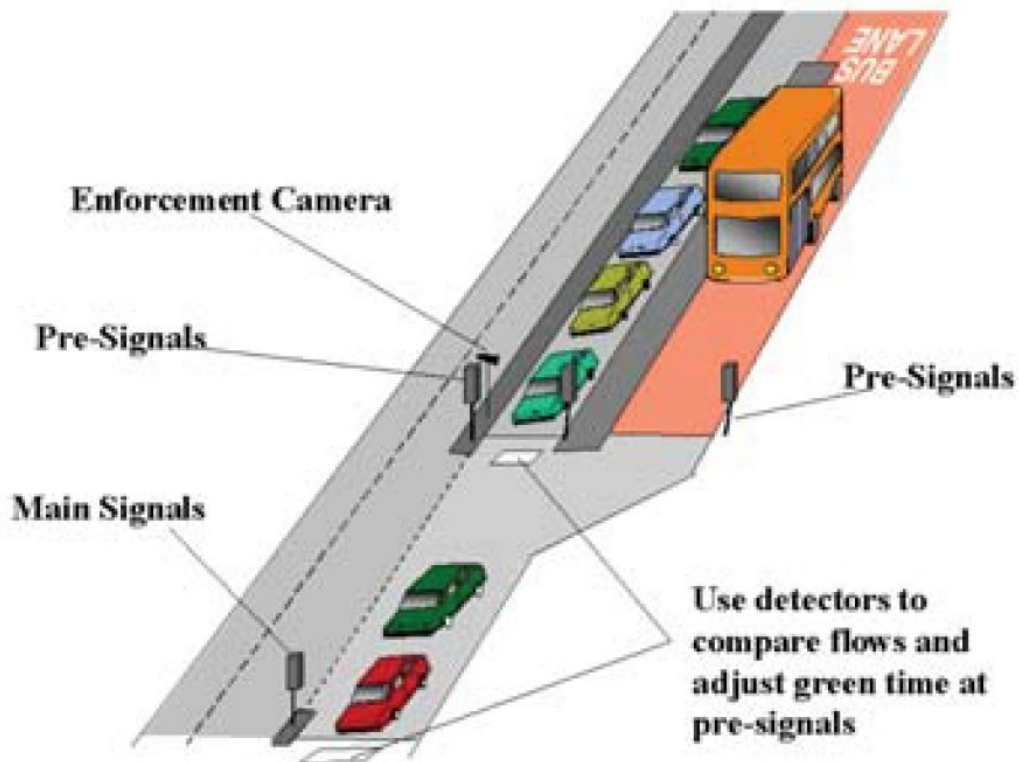 BUS
LANE
Enforcement Camera
Pre-Signals
Pre-Signals
Main Signals
Use detectors to
compare flows and
adjust green time at
pre-signals